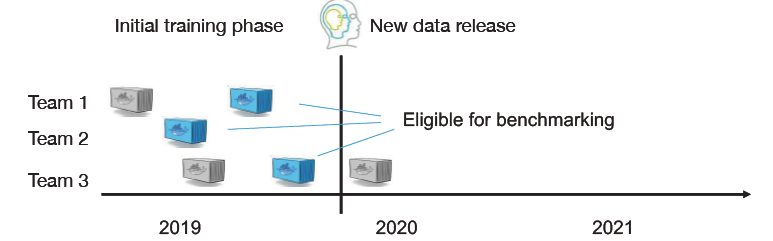 Initial training phase
New data release
Team 1
Eligible for benchmarking
Team 2
Team 3
2019
2020
2021